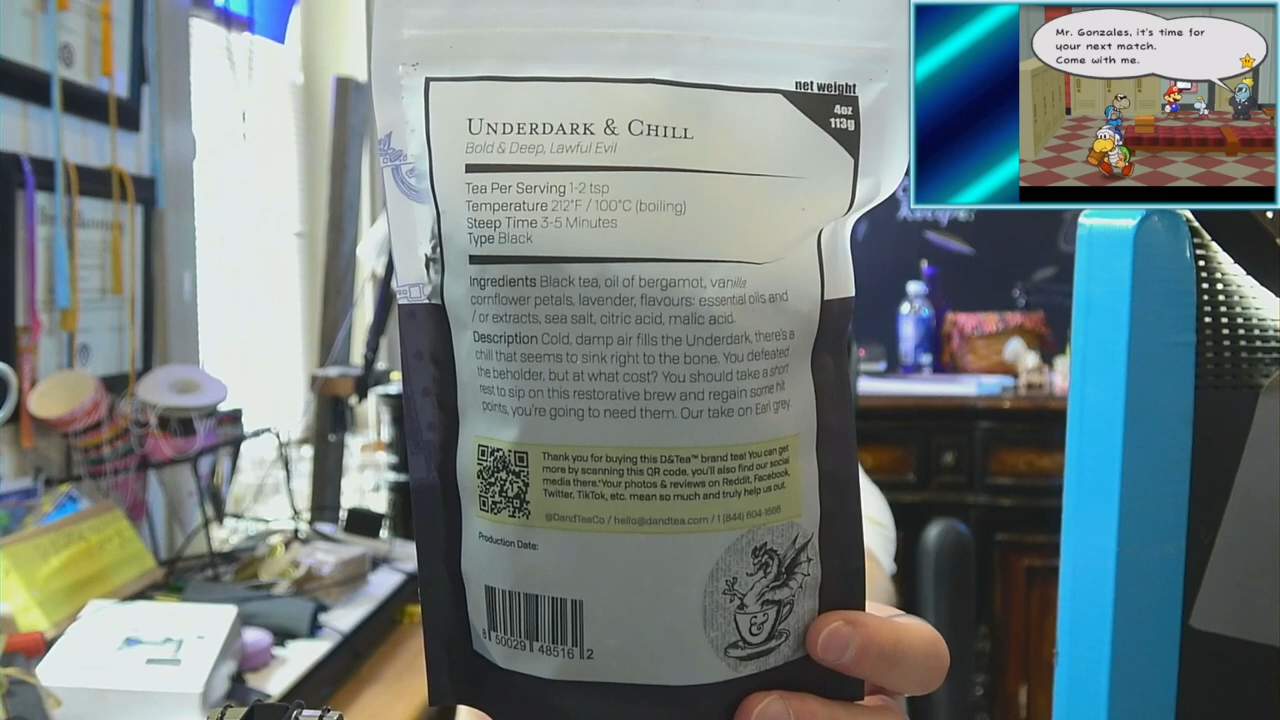 Mr. Gonzales, it's time for
your next match.
Come with me.
net weight
4oz
113g
UNDERDARK & CHILL
Bold & Deep, Lawful Evil
Tea Per Serving 1-2 tsp
Temperature 212°F / 100°C (boiling)
Steep Time 3-5 Minutes
Type Black
Ingredients Black tea, oil of bergamot, vanilla
cornflower petals, lavender, flavours: essential oils and
/ or extracts, sea salt, citric acid, malic acid.
Description Cold, damp air fills the Underdark, there's a
chill that seems to sink right to the bone. You defeated
the beholder, but at what cost? You should take a short
rest to sip on this restorative brew and regain some hit
points, you're going to need them. Our take on Earl grey.
Thank you for buying this D&Tea™ brand tea! You can get
more by scanning this QR code, you'll also find our social
media there. Your photos & reviews on Reddit, Facebook,
Twitter, TikTok, etc. mean so much and truly help us out.
@DandTeaCo / hello@dandtea.com / 1 (844) 604-1666
Production Date:
8 50029 48516 2
&